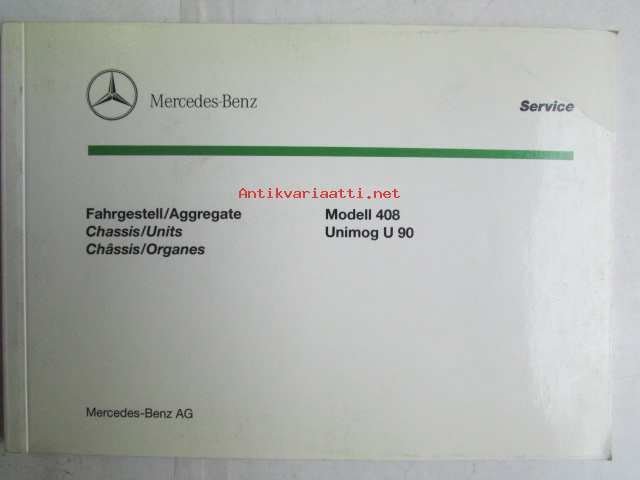 Mercedes-Benz
Service
Antikvariaatti.net
Fahrgestell/Aggregate
Chassis/Units
Châssis/Organes
Modell 408
Unimog U 90
Mercedes-Benz AG